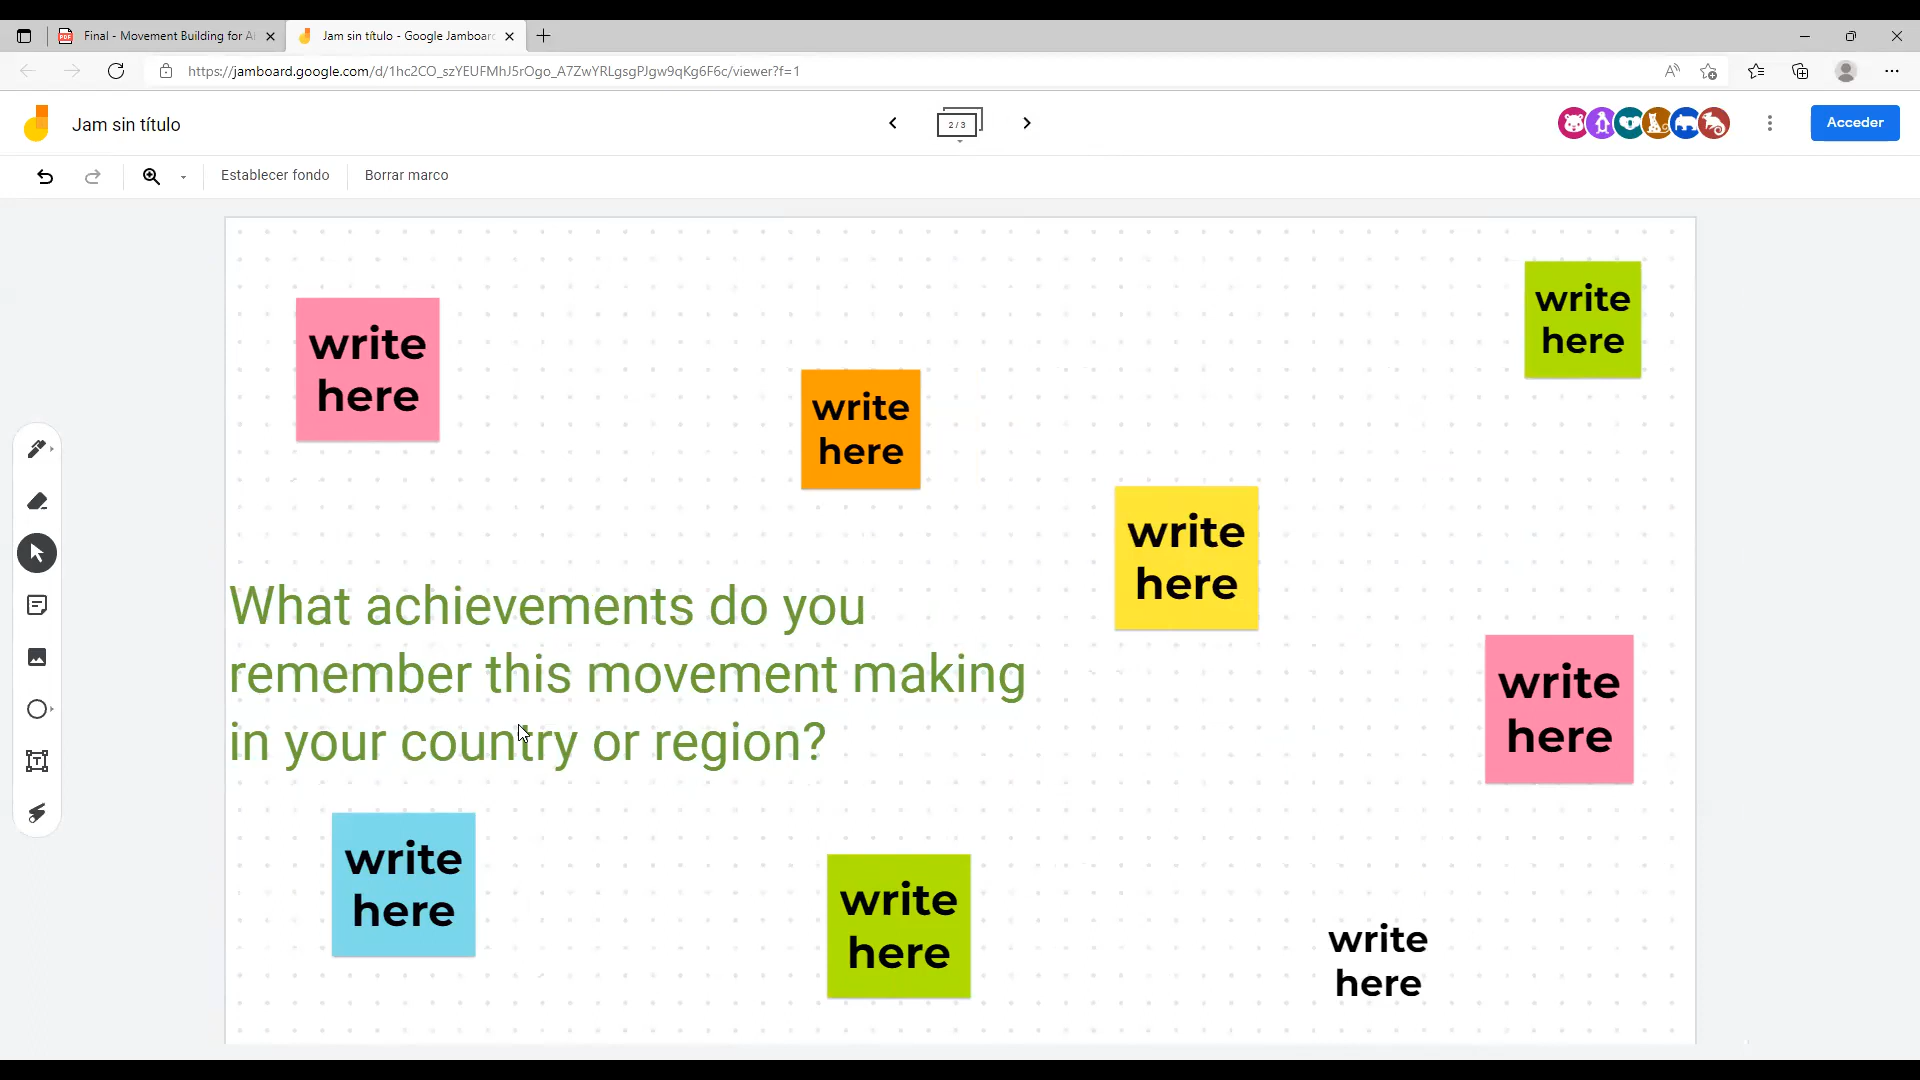 Final - Movement Building for A
Jam sin título - Google Jamboard
https://jamboard.google.com/d/1hc2CO_szYEUFMhJ5rOgo_A7ZwYRLgsgPJgw9qKg6F6c/viewer?f=1
Jam sin título
2 / 3
Acceder
Establecer fondo
Borrar marco
write
here
write
here
write
here
write
here
What achievements do you
remember this movement making
in your country or region?
write
here
write
here
write
here
write
here